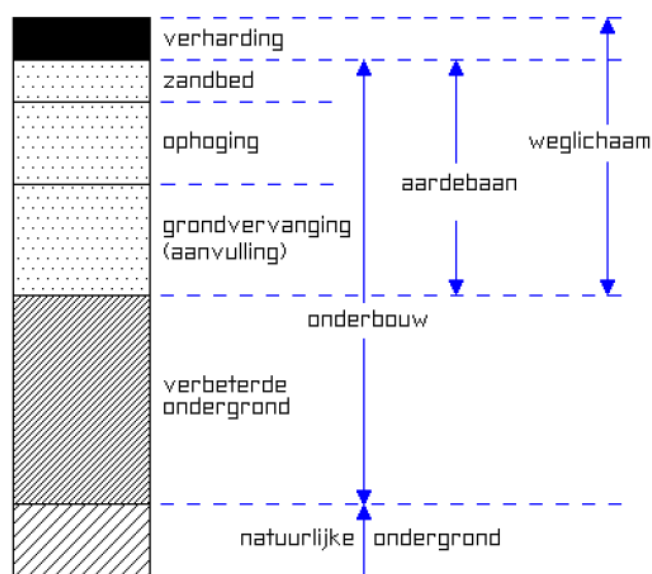 verharding
zandbed
ophoging
weglichaam
aardebaan
grondvervanging
(aanvulling)
onderbouw
verbeterde
ondergrond
natuurlijke ondergrond